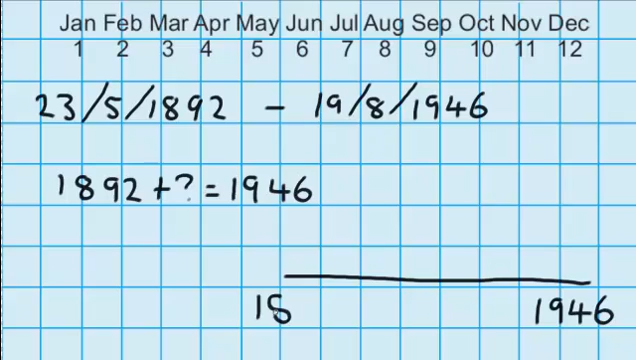 Jan Feb Mar Apr May Jun Jul Aug Sep Oct Nov Dec
1 2 3 4 5 6 7 8 9 10 11 12
23/5/1892 - 19/8/1946
1892 + ? = 1946
18 1946